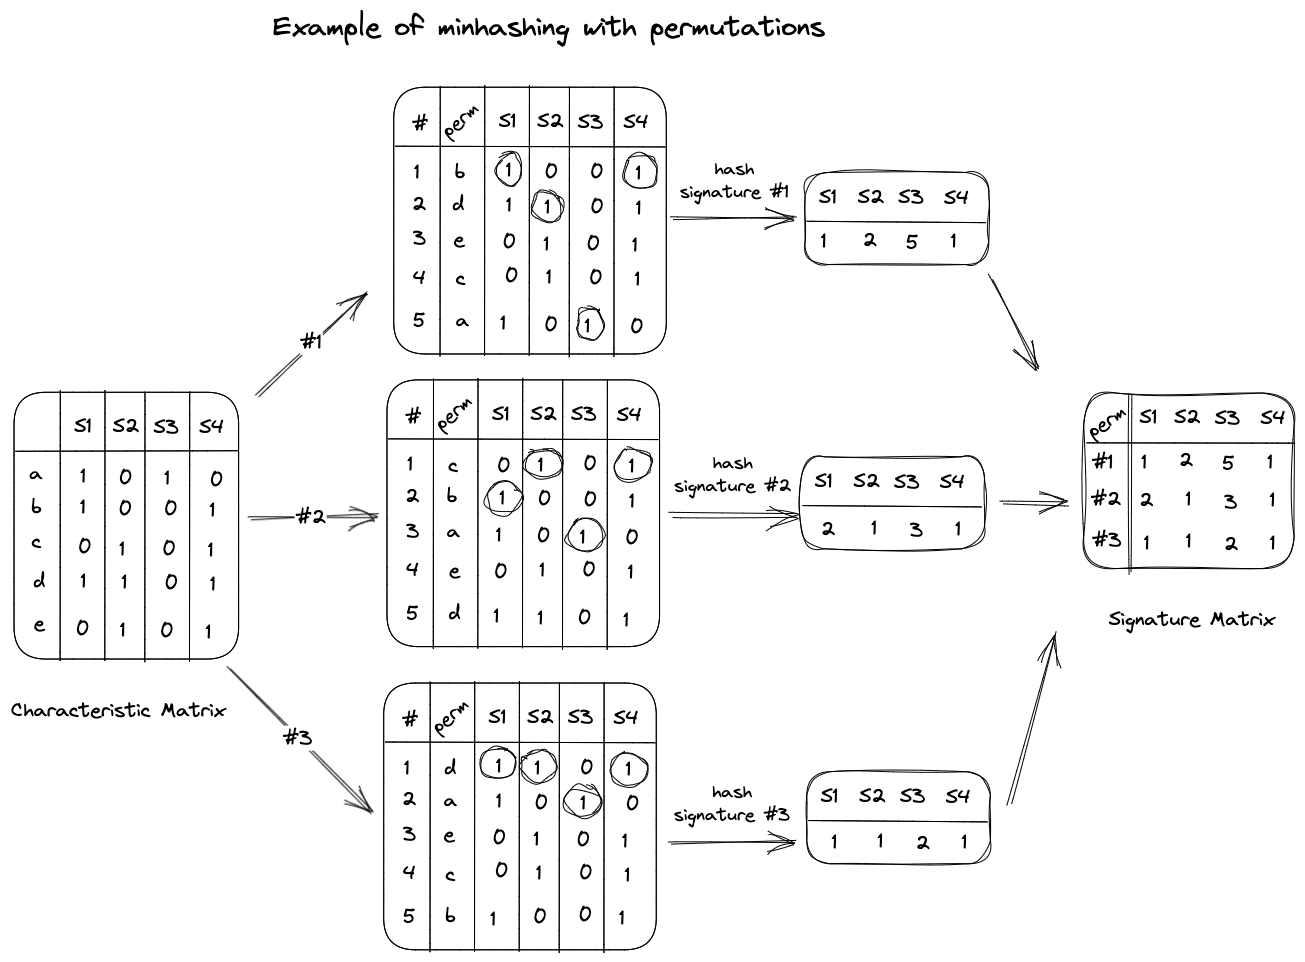 Example of minhashing with permutations
# perm S1 S2 S3 S4
1 b 1 0 0 1
2 d 1 1 0 1
3 e 0 1 0 1
4 c 0 1 0 1
5 a 1 0 1 0
hash
signature #1
S1 S2 S3 S4
1 2 5 1
#1
S1 S2 S3 S4
a 1 0 1 0
b 1 0 0 1
c 0 1 0 1
d 1 1 0 1
e 0 1 0 1
Characteristic Matrix
#2
# perm S1 S2 S3 S4
1 c 0 1 0 1
2 b 1 0 0 1
3 a 1 0 1 0
4 e 0 1 0 1
5 d 1 1 0 1
hash
signature #2
S1 S2 S3 S4
2 1 3 1
perm S1 S2 S3 S4
#1 1 2 5 1
#2 2 1 3 1
#3 1 1 2 1
Signature Matrix
#3
# perm S1 S2 S3 S4
1 d 1 1 0 1
2 a 1 0 1 0
3 e 0 1 0 1
4 c 0 1 0 1
5 b 1 0 0 1
hash
signature #3
S1 S2 S3 S4
1 1 2 1